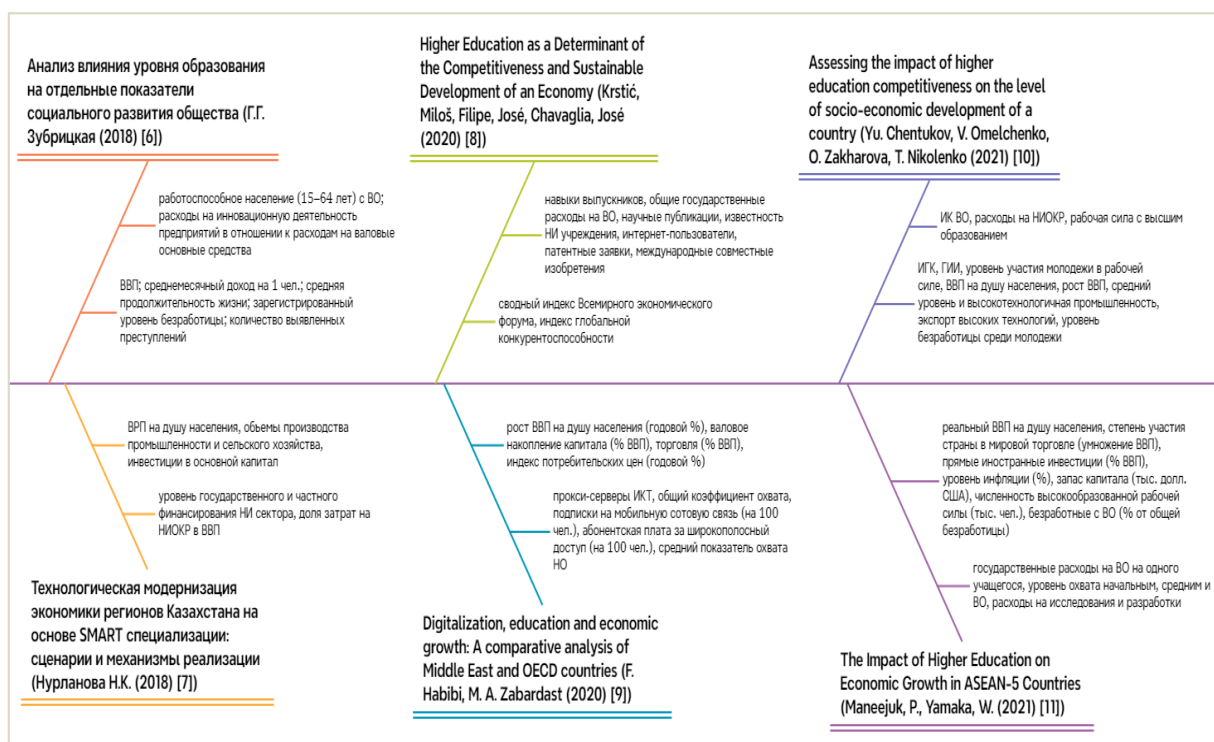 Анализ влияния уровня образования
на отдельные показатели
социального развития общества (Г.Г.
Зубрицкая (2018) [6])
работоспособное население (15–64 лет) с ВО;
расходы на инновационную деятельность
предприятий в отношении к расходам на валовые
основные средства
ВВП; среднемесячный доход на 1 чел.; средняя
продолжительность жизни; зарегистрированный
уровень безработицы; количество выявленных
преступлений
Higher Education as a Determinant of
the Competitiveness and Sustainable
Development of an Economy (Krstić,
Miloš, Filipe, José, Chavaglia, José
(2020) [8])
навыки выпускников, общие государственные
расходы на ВО, научные публикации, известность
НИ учреждения, интернет-пользователи,
патентные заявки, международные совместные
изобретения
сводный индекс Всемирного экономического
форума, индекс глобальной
конкурентоспособности
Assessing the impact of higher
education competitiveness on the level
of socio-economic development of a
country (Yu. Chentukov, V. Omelchenko,
O. Zakharova, T. Nikolenko (2021) [10])
ИК ВО, расходы на НИОКР, рабочая сила с высшим
образованием
ИГК, ГИИ, уровень участия молодежи в рабочей
силе, ВВП на душу населения, рост ВВП, средний
уровень и высокотехнологичная промышленность,
экспорт высоких технологий, уровень
безработицы среди молодежи
ВРП на душу населения, объемы производства
промышленности и сельского хозяйства,
инвестиции в основной капитал
уровень государственного и частного
финансирования НИ сектора, доля затрат на
НИОКР в ВВП
Технологическая модернизация
экономики регионов Казахстана на
основе SMART специализации:
сценарии и механизмы реализации
(Нурланова Н.К. (2018) [7])
рост ВВП на душу населения (годовой %), валовое
накопление капитала (% ВВП), торговля (% ВВП),
индекс потребительских цен (годовой %)
прокси-серверы ИКТ, общий коэффициент охвата,
подписки на мобильную сотовую связь (на 100
чел.), абонентская плата за широкополосный
доступ (на 100 чел.), средний показатель охвата
НО
Digitalization, education and economic
growth: A comparative analysis of
Middle East and OECD countries (F.
Habibi, M. A. Zabardast (2020) [9])
реальный ВВП на душу населения, степень участия
страны в мировой торговле (умножение ВВП),
прямые иностранные инвестиции (% ВВП),
уровень инфляции (%), запас капитала (тыс. долл.
США), численность высокообразованной рабочей
силы (тыс. чел.), безработные с ВО (% от общей
безработицы)
государственные расходы на ВО на одного
учащегося, уровень охвата начальным, средним и
ВО, расходы на исследования и разработки
The Impact of Higher Education on
Economic Growth in ASEAN-5 Countries
(Maneejuk, P., Yamaka, W. (2021) [11])